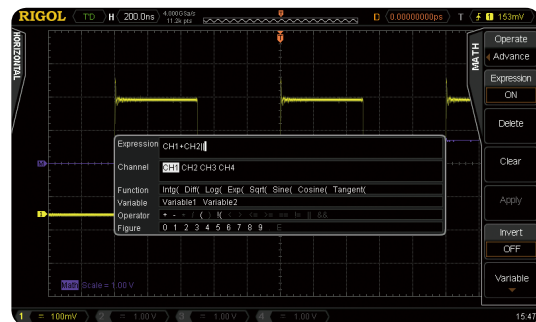 RIGOL T'D H 200.0ns 4.000GSa/s 11.2k pts D 0.00000000ps T 1 153mV
HORIZONTAL
MATH
Operate
Advance
Expression
ON
Delete
Clear
Apply
Invert
OFF
Variable
Expression CH1+CH2||
Channel CH1 CH2 CH3 CH4
Function Intg( Diff( Log( Exp( Sqrt( Sine( Cosine( Tangent(
Variable Variable1 Variable2
Operator + - * / ( ) !( < > <= >= == != || &&
Figure 0 1 2 3 4 5 6 7 8 9 . E
Math Scale = 1.00 V
1 = 100mV 2 = 1.00 V 3 = 1.00 V 4 = 1.00 V 15:47